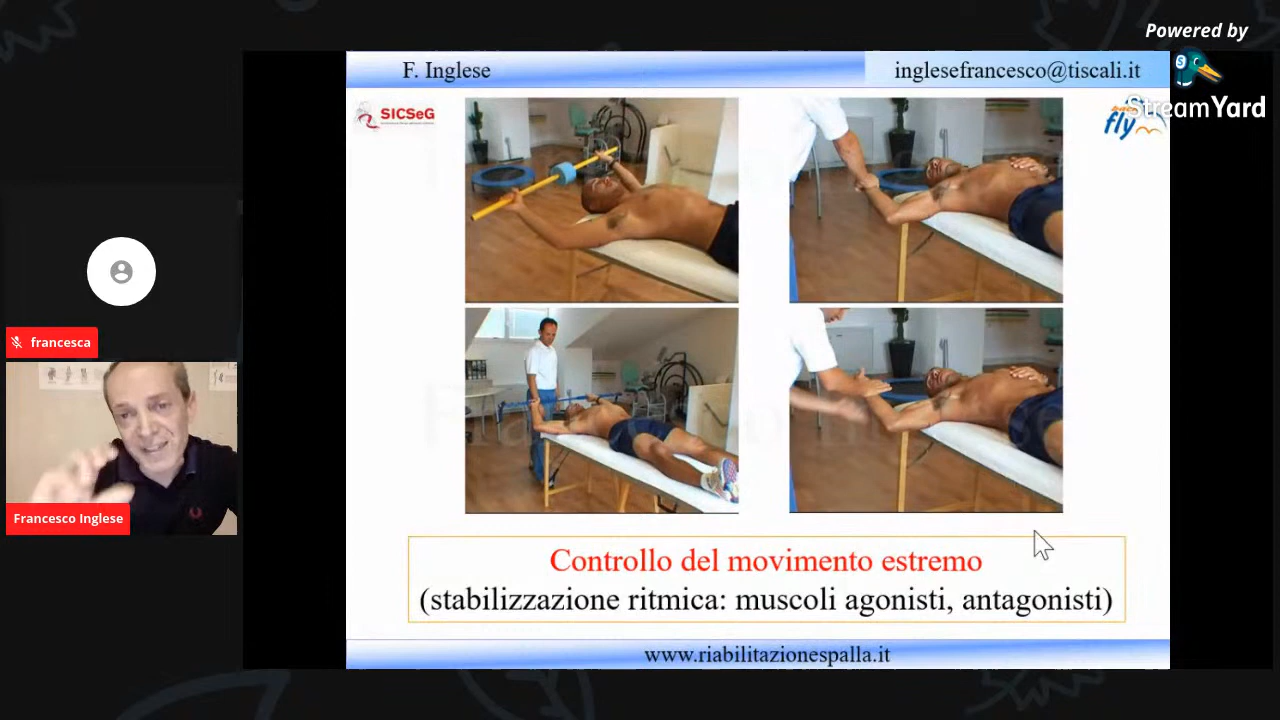 Powered by
StreamYard
F. Inglese
inglesefrancesco@tiscali.it
SICSeG
fly
francesca
Francesco Inglese
Controllo del movimento estremo
(stabilizzazione ritmica: muscoli agonisti, antagonisti)
www.riabilitazionespalla.it